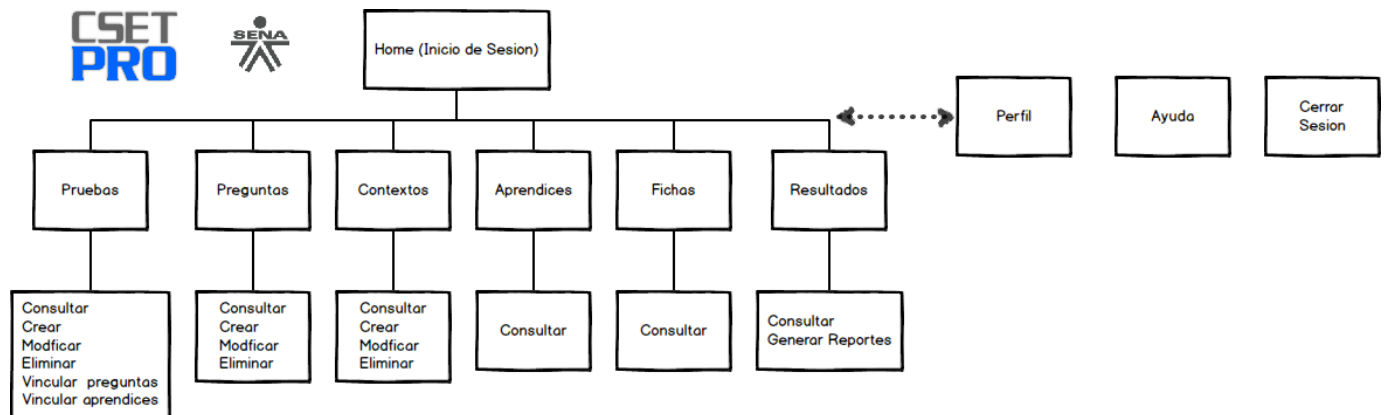 CSET
PRO
SENA
Home (Inicio de Sesion)
Perfil
Ayuda
Cerrar
Sesion
Pruebas
Preguntas
Contextos
Aprendices
Fichas
Resultados
Consultar
Crear
Modficar
Eliminar
Vincular preguntas
Vincular aprendices
Consultar
Crear
Modficar
Eliminar
Consultar
Crear
Modficar
Eliminar
Consultar
Consultar
Consultar
Generar Reportes